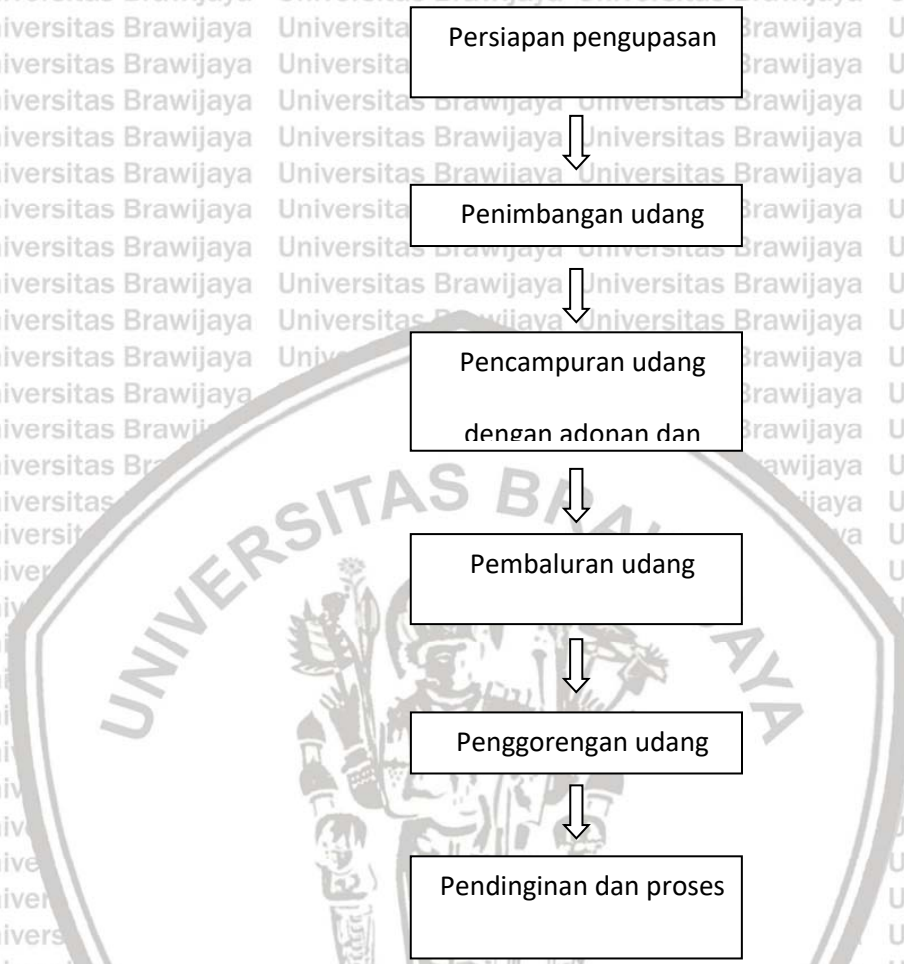 Persiapan pengupasan
Penimbangan udang
Pencampuran udang
dengan adonan dan
Pembaluran udang
Penggorengan udang
Pendinginan dan proses
UNIVERSITAS BRAWIJAYA